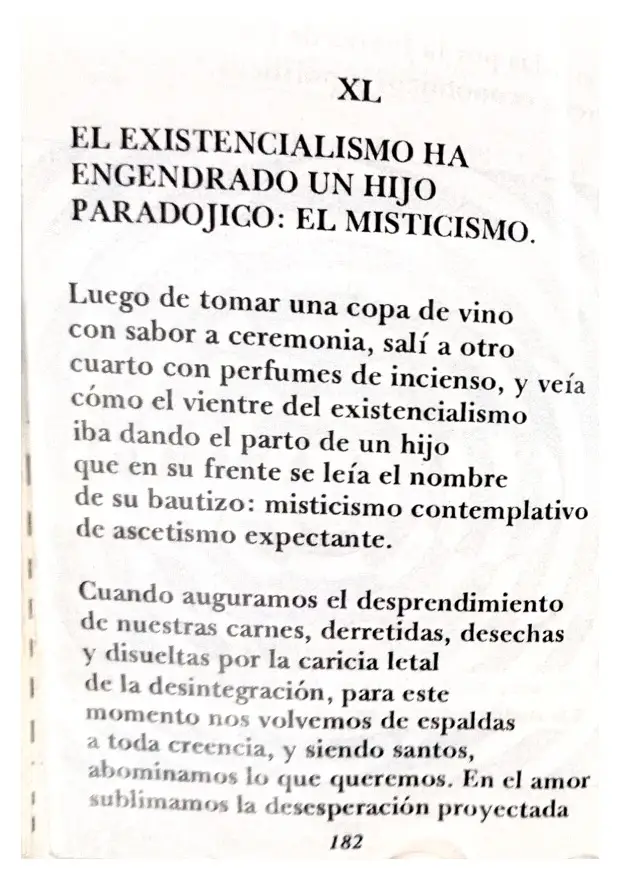 XL
EL EXISTENCIALISMO HA
ENGENDRADO UN HIJO
PARADOJICO: EL MISTICISMO.
Luego de tomar una copa de vino
con sabor a ceremonia, salí a otro
cuarto con perfumes de incienso, y veía
cómo el vientre del existencialismo
iba dando el parto de un hijo
que en su frente se leía el nombre
de su bautizo: misticismo contemplativo
de ascetismo expectante.
Cuando auguramos el desprendimiento
de nuestras carnes, derretidas, desechas
y disueltas por la caricia letal
de la desintegración, para este
momento nos volvemos de espaldas
a toda creencia, y siendo santos,
abominamos lo que queremos. En el amor
sublimamos la desesperación proyectada
182